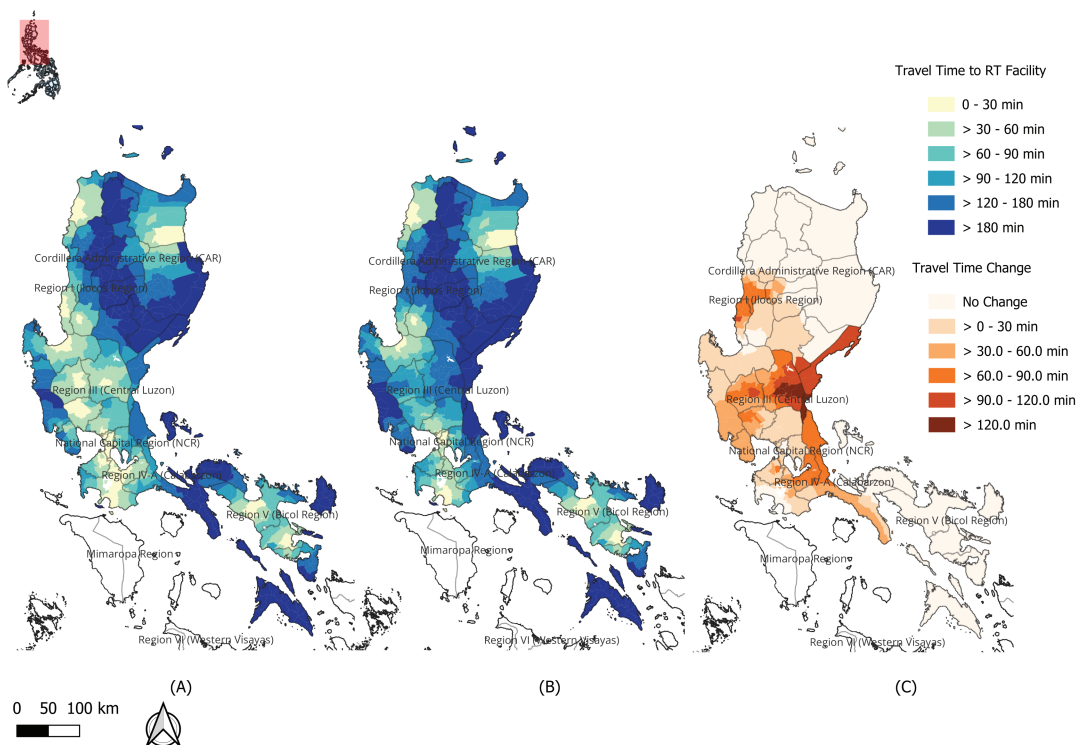 Travel Time to RT Facility
0 - 30 min
> 30 - 60 min
> 60 - 90 min
> 90 - 120 min
> 120 - 180 min
> 180 min
Travel Time Change
No Change
> 0 - 30 min
> 30.0 - 60.0 min
> 60.0 - 90.0 min
> 90.0 - 120.0 min
> 120.0 min
Cordillera Administrative Region (CAR)
Region I (Ilocos Region)
Region III (Central Luzon)
National Capital Region (NCR)
Region IV-A (Calabarzon)
Region V (Bicol Region)
Mimaropa Region
Region VI (Western Visayas)
Cordillera Administrative Region (CAR)
Region I (Ilocos Region)
Region III (Central Luzon)
National Capital Region (NCR)
Region IV-A (Calabarzon)
Region V (Bicol Region)
Mimaropa Region
Region VI (Western Visayas)
Cordillera Administrative Region (CAR)
Region I (Ilocos Region)
Region III (Central Luzon)
National Capital Region (NCR)
Region IV-A (Calabarzon)
Region V (Bicol Region)
Mimaropa Region
Region VI (Western Visayas)
(A)
(B)
(C)
0 50 100 km